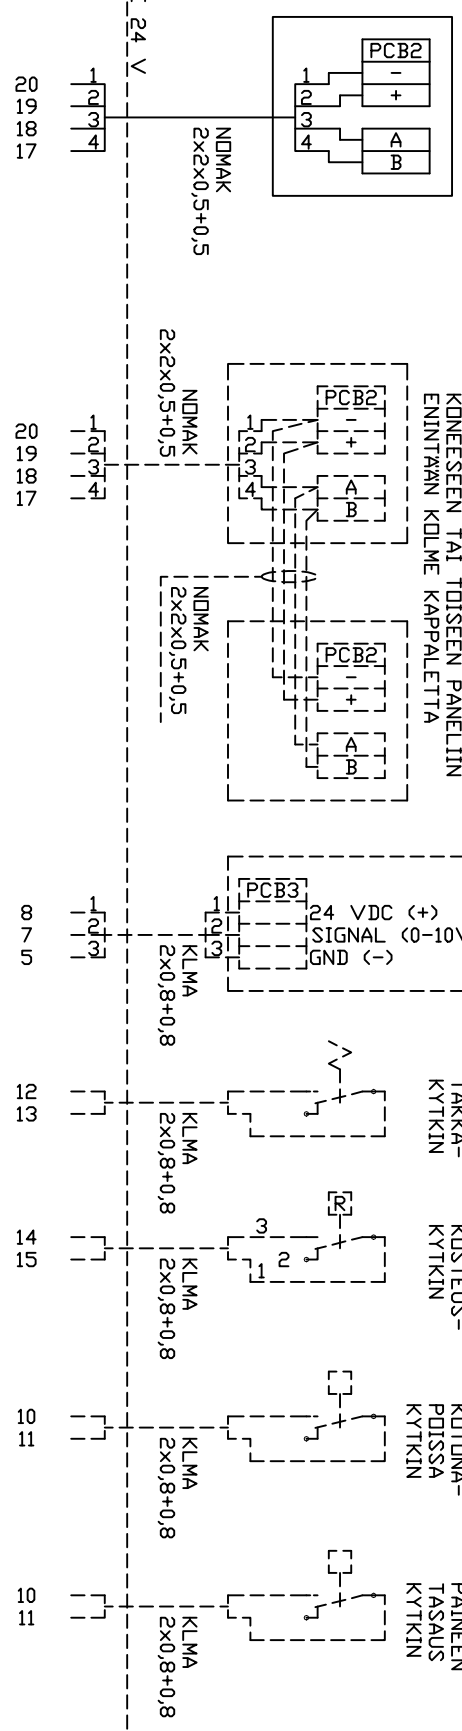 24 V
PCB2
-
+
A
B
1
2
3
4
20
19
18
17
1
2
3
4
NOMAK
2x2x0,5+0,5
KONEESEEN TAI TOISEEN PANELIIN
ENINTÄÄN KOLME KAPPALETTA
PCB2
-
+
A
B
1
2
3
4
NOMAK
2x2x0,5+0,5
20
19
18
17
1
2
3
4
NOMAK
2x2x0,5+0,5
PCB2
-
+
A
B
PCB3
24 VDC (+)
SIGNAL (0-10V
GND (-)
1
2
3
8
7
5
1
2
3
KLMA
2x0,8+0,8
TAKKA-
KYTKIN
12
13
KLMA
2x0,8+0,8
KOSTEUS-
KYTKIN
R
3
2
1
14
15
KLMA
2x0,8+0,8
KOTONA-
POISSA
KYTKIN
10
11
KLMA
2x0,8+0,8
PAINEEN
TASAUS
KYTKIN
10
11
KLMA
2x0,8+0,8